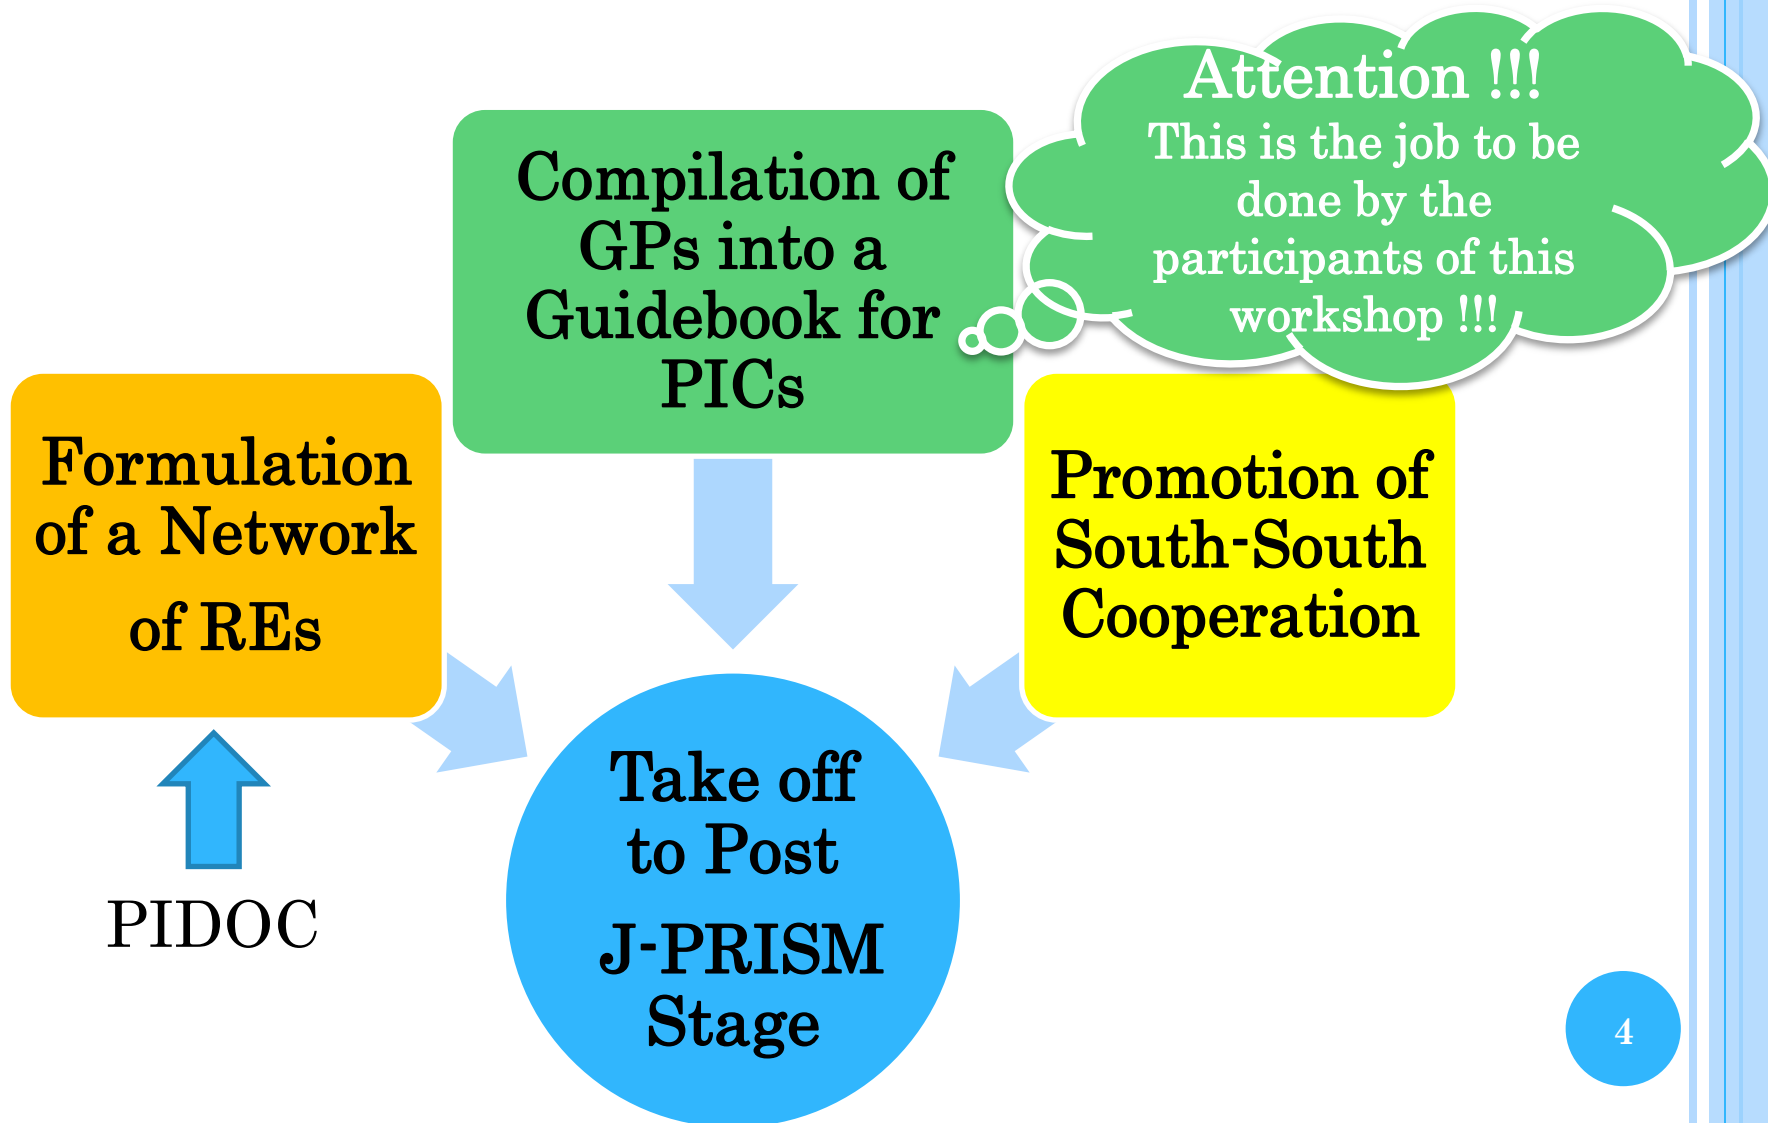 Attention !!!
This is the job to be
done by the
participants of this
workshop !!!
Compilation of
GPs into a
Guidebook for
PICs
Formulation
of a Network
of REs
Promotion of
South-South
Cooperation
PIDOC
Take off
to Post
J-PRISM
Stage
4